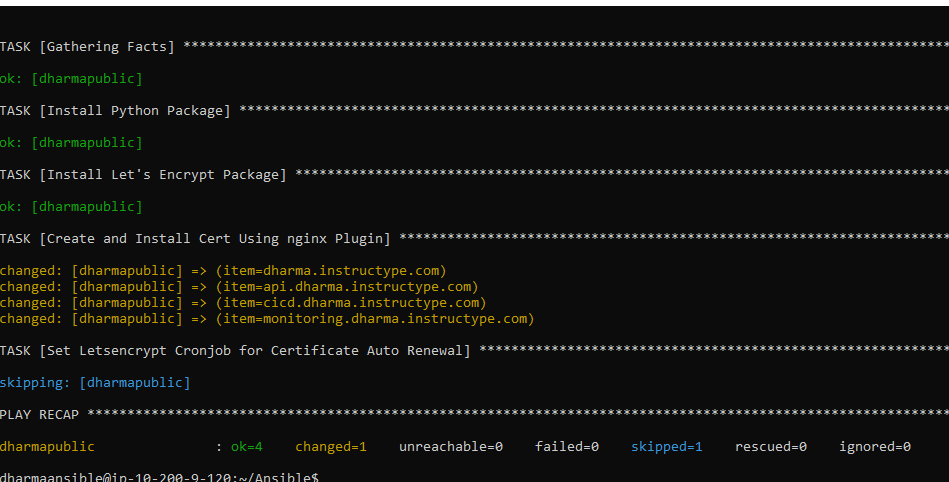 TASK [Gathering Facts] ************************************************************************************************
ok: [dharmapublic]
TASK [Install Python Package] *****************************************************************************************
ok: [dharmapublic]
TASK [Install Let's Encrypt Package] **********************************************************************************
ok: [dharmapublic]
TASK [Create and Install Cert Using nginx Plugin] *********************************************************************
changed: [dharmapublic] => (item=dharma.instructype.com)
changed: [dharmapublic] => (item=api.dharma.instructype.com)
changed: [dharmapublic] => (item=cicd.dharma.instructype.com)
changed: [dharmapublic] => (item=monitoring.dharma.instructype.com)
TASK [Set Letsencrypt Cronjob for Certificate Auto Renewal] ***********************************************************
skipping: [dharmapublic]
PLAY RECAP ************************************************************************************************************
dharmapublic : ok=4 changed=1 unreachable=0 failed=0 skipped=1 rescued=0 ignored=0
dharmaansible@ip-10-200-9-120:~/Ansible$